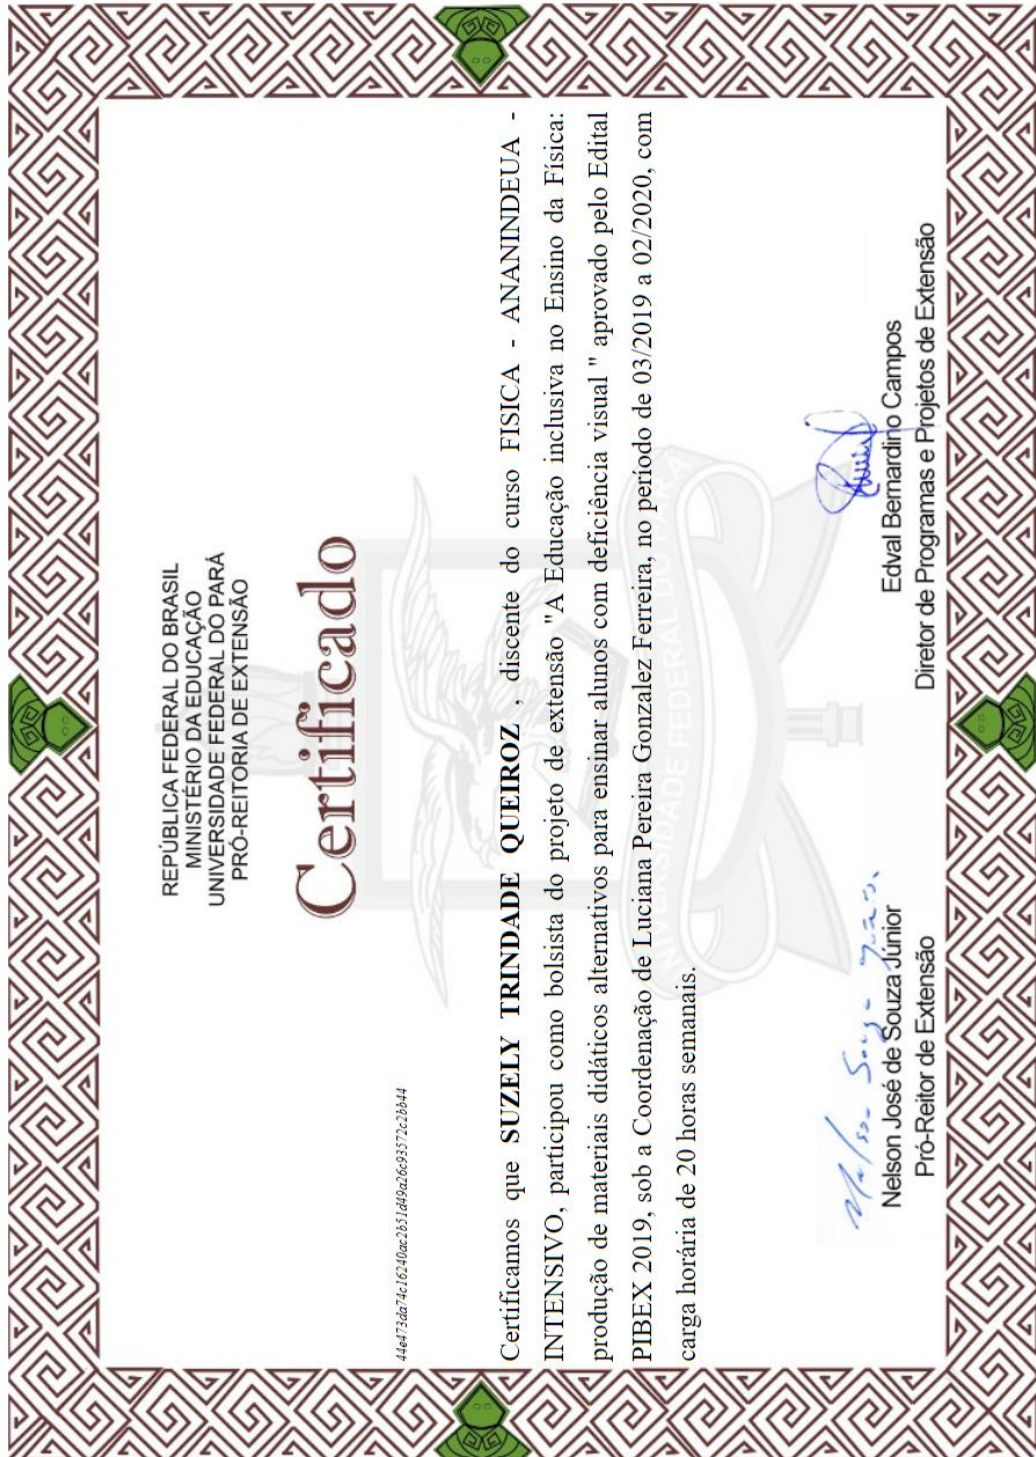 REPÚBLICA FEDERAL DO BRASIL
MINISTÉRIO DA EDUCAÇÃO
UNIVERSIDADE FEDERAL DO PARÁ
PRÓ-REITORIA DE EXTENSÃO
Certificado
44e473da74c16240ac2b51d49a26c93572c2bb44
Certificamos que SUZELY TRINDADE QUEIROZ , discente do curso FISICA - ANANINDEUA -
INTENSIVO, participou como bolsista do projeto de extensão "A Educação inclusiva no Ensino da Física:
produção de materiais didáticos alternativos para ensinar alunos com deficiência visual " aprovado pelo Edital
PIBEX 2019, sob a Coordenação de Luciana Pereira Gonzalez Ferreira, no período de 03/2019 a 02/2020, com
carga horária de 20 horas semanais.
UNIVERSIDADE FEDERAL DO PARÁ
Nelson José de Souza Júnior
Pró-Reitor de Extensão
Edval Bernardino Campos
Diretor de Programas e Projetos de Extensão